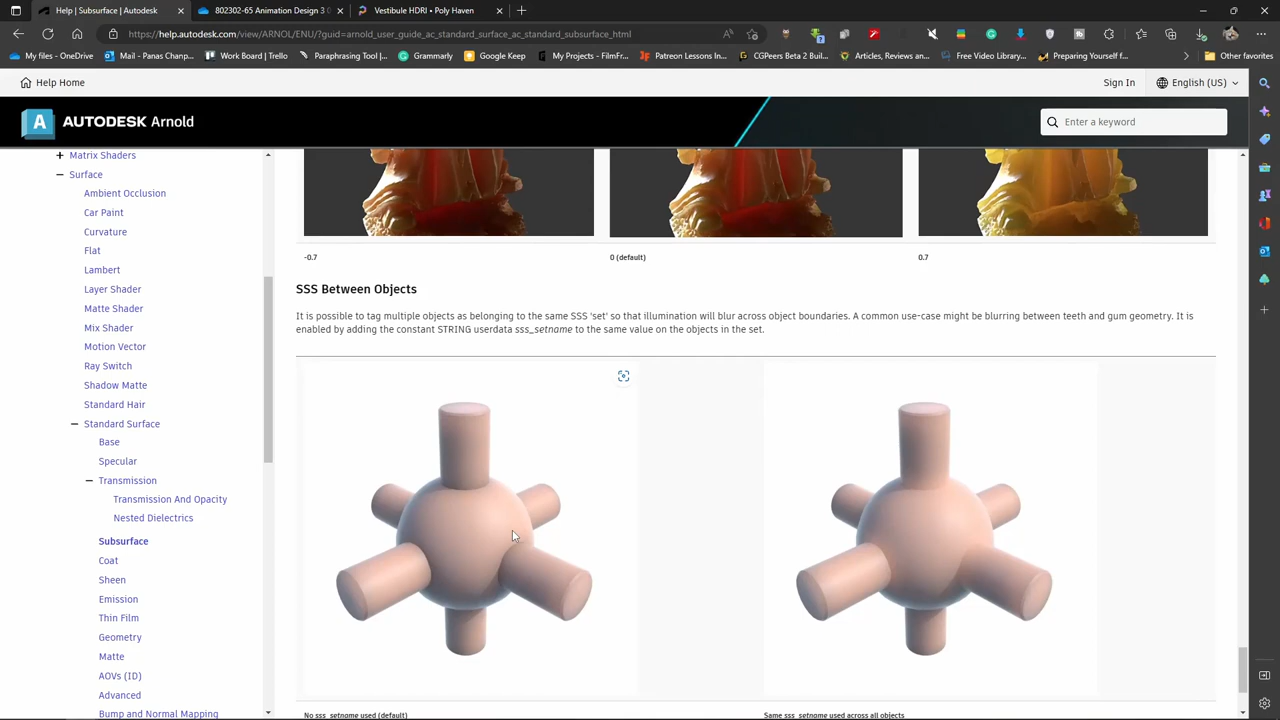 Help | Subsurface | Autodesk
802302-65 Animation Design 3 0
Vestibule HDRI • Poly Haven
https://help.autodesk.com/view/ARNOL/ENU/?guid=arnold_user_guide_ac_standard_surface_ac_standard_subsurface_html
My files - OneDrive
Mail - Panas Chanp...
Work Board | Trello
Paraphrasing Tool |...
Grammarly
Google Keep
My Projects - FilmFr...
Patreon Lessons In...
CGPeers Beta 2 Buil...
Articles, Reviews an...
Free Video Library...
Preparing Yourself f...
Other favorites
Help Home
Sign In
English (US)
A AUTODESK Arnold
Enter a keyword
Matrix Shaders
Surface
Ambient Occlusion
Car Paint
Curvature
Flat
Lambert
Layer Shader
Matte Shader
Mix Shader
Motion Vector
Ray Switch
Shadow Matte
Standard Hair
Standard Surface
Base
Specular
Transmission
Transmission And Opacity
Nested Dielectrics
Subsurface
Coat
Sheen
Emission
Thin Film
Geometry
Matte
AOVs (ID)
Advanced
Bump and Normal Mapping
-0.7
0 (default)
0.7
SSS Between Objects
It is possible to tag multiple objects as belonging to the same SSS 'set' so that illumination will blur across object boundaries. A common use-case might be blurring between teeth and gum geometry. It is
enabled by adding the constant STRING userdata sss_setname to the same value on the objects in the set.
No sss_setname used (default)
Same sss_setname used across all objects